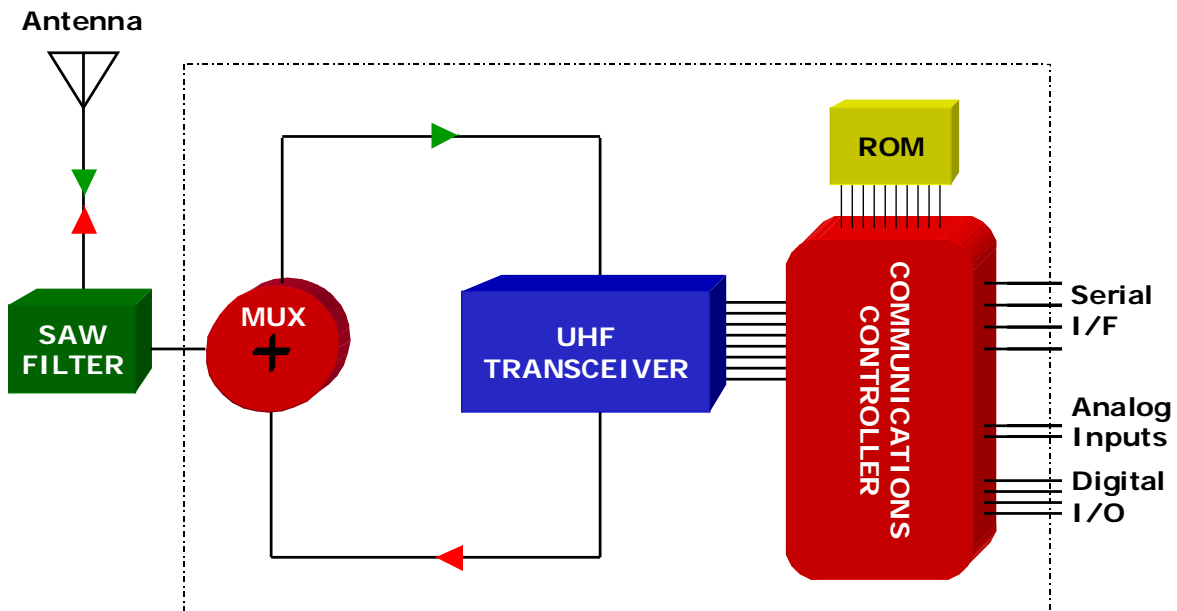 Antenna
ROM
MUX
SAW
FILTER
UHF
TRANSCEIVER
COMMUNICATIONS
CONTROLLER
Serial
I/F
Analog
Inputs
Digital
I/O